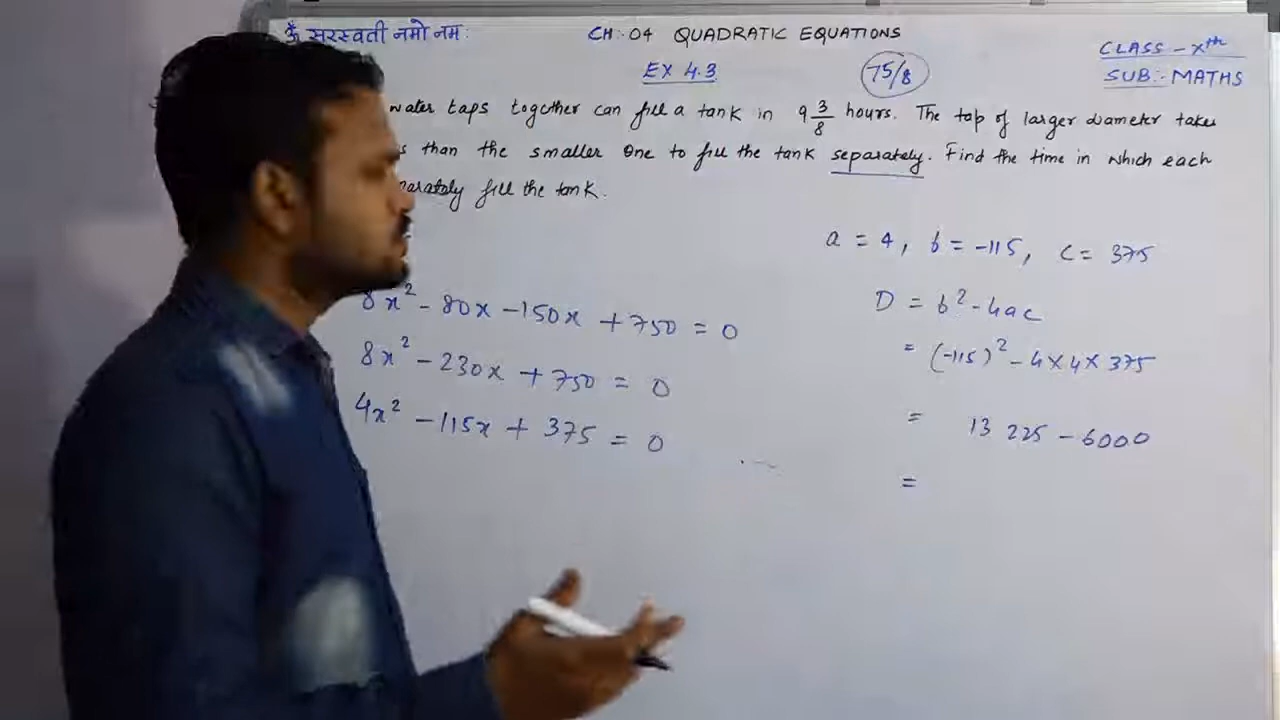 ॐ सरस्वती नमो नमः
CH:-04 QUADRATIC EQUATIONS
CLASS - Xth
SUB:- MATHS
EX 4.3
75/8
water taps together can fill a tank in 9 3/8 hours. The tap of larger diameter takes
than the smaller one to fill the tank separately. Find the time in which each
fill the tank.
8x² - 80x - 150x + 750 = 0
8x² - 230x + 750 = 0
4x² - 115x + 375 = 0
a = 4, b = -115, c = 375
D = b² - 4ac
= (-115)² - 4×4×375
= 13225 - 6000
=